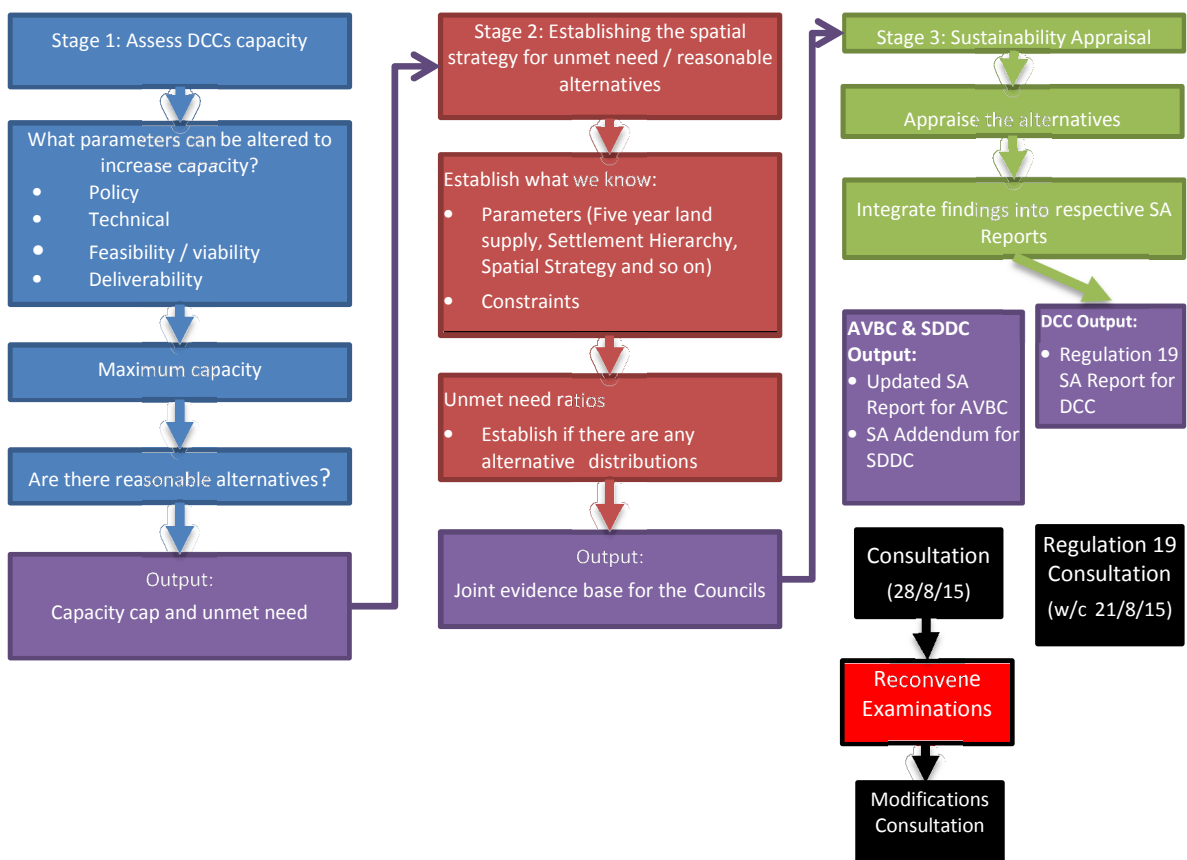 Stage 1: Assess DCCs capacity
What parameters can be altered to
increase capacity?
• Policy
• Technical
• Feasibility / viability
• Deliverability
Maximum capacity
Are there reasonable alternatives?
Output:
Capacity cap and unmet need
Stage 2: Establishing the spatial
strategy for unmet need / reasonable
alternatives
Establish what we know:
• Parameters (Five year land
supply, Settlement Hierarchy,
Spatial Strategy and so on)
• Constraints
Unmet need ratios
• Establish if there are any
alternative distributions
Output:
Joint evidence base for the Councils
Stage 3: Sustainability Appraisal
Appraise the alternatives
Integrate findings into respective SA
Reports
AVBC & SDDC
Output:
• Updated SA
Report for AVBC
• SA Addendum for
SDDC
DCC Output:
• Regulation 19
SA Report for
DCC
Consultation
(28/8/15)
Regulation 19
Consultation
(w/c 21/8/15)
Reconvene
Examinations
Modifications
Consultation